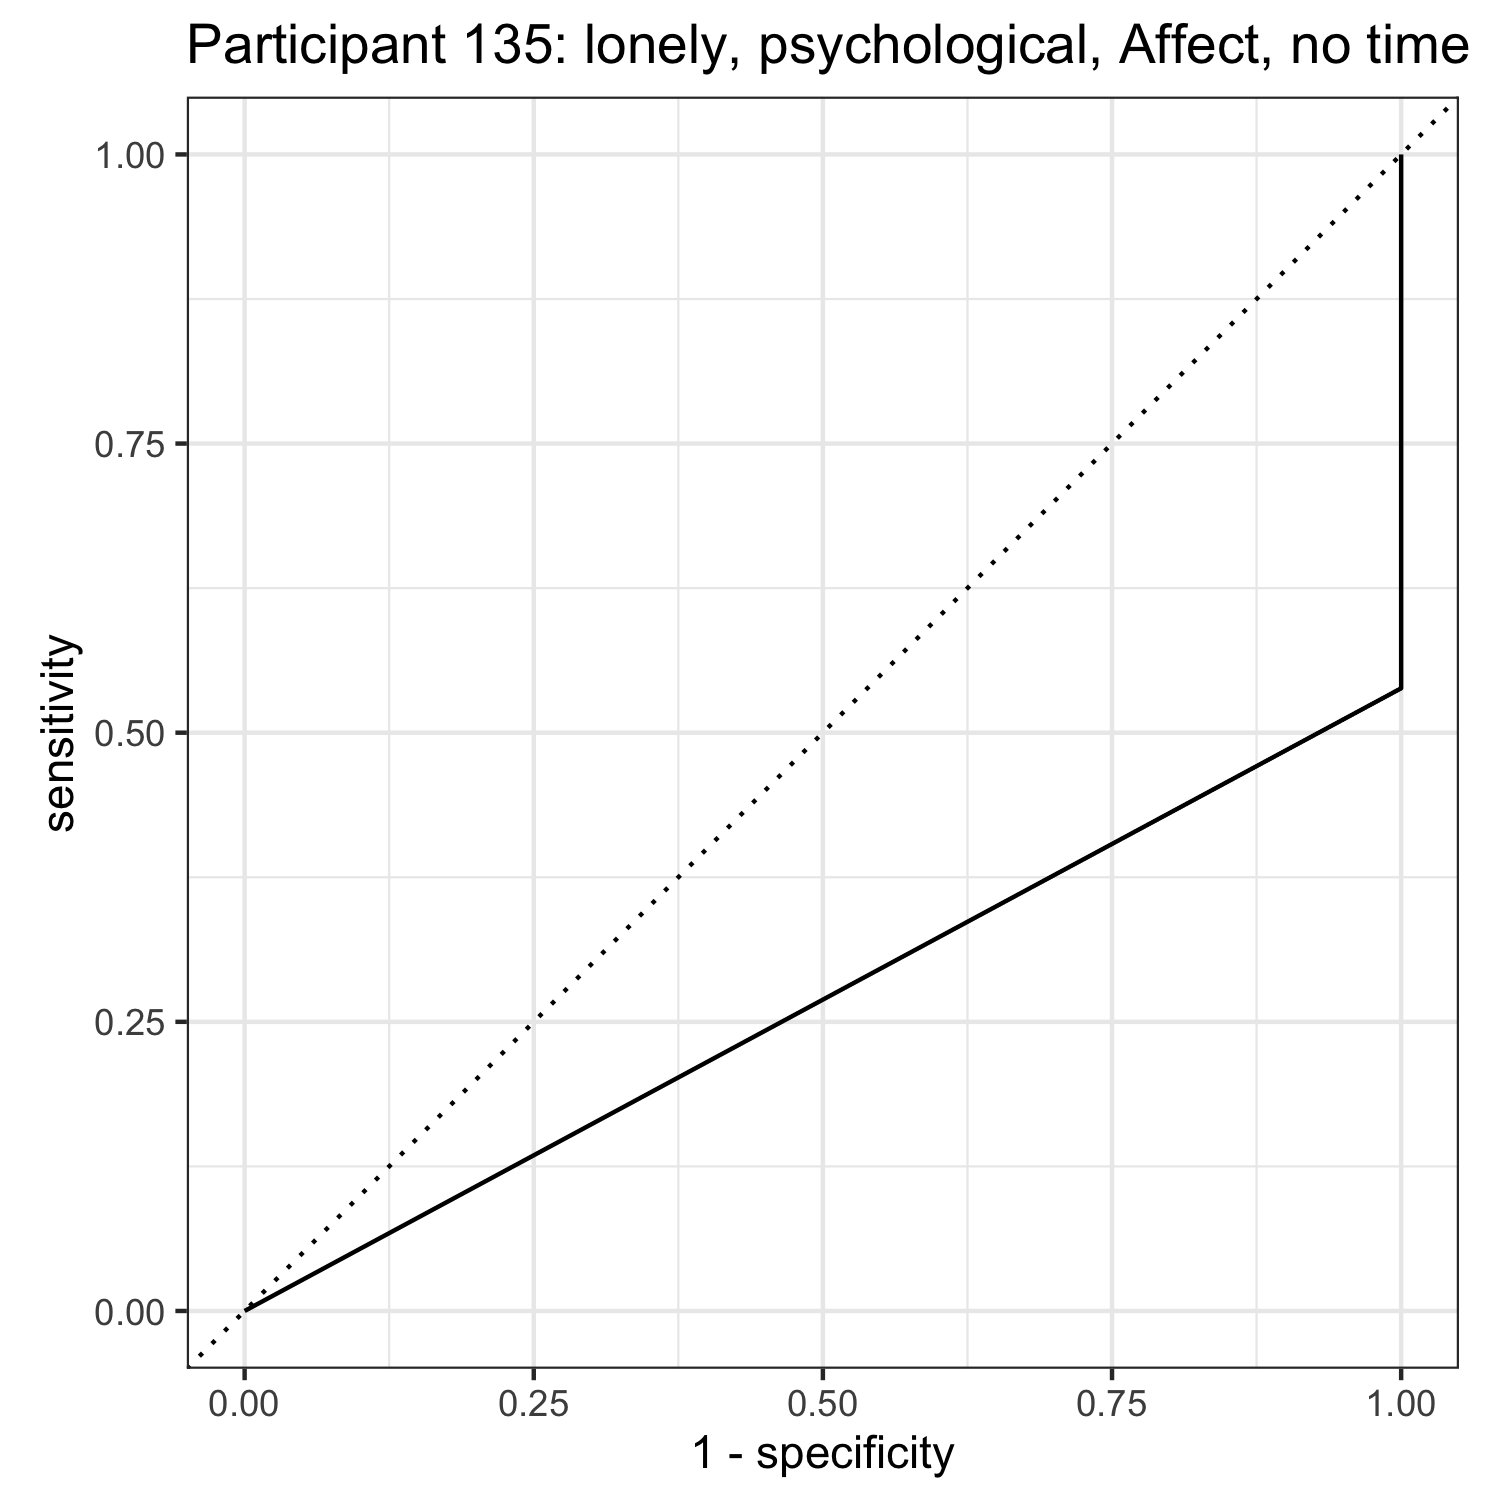 Participant 135: lonely, psychological, Affect, no time
1.00
0.75
0.50
0.25
0.00
sensitivity
0.00 0.25 0.50 0.75 1.00
1 - specificity